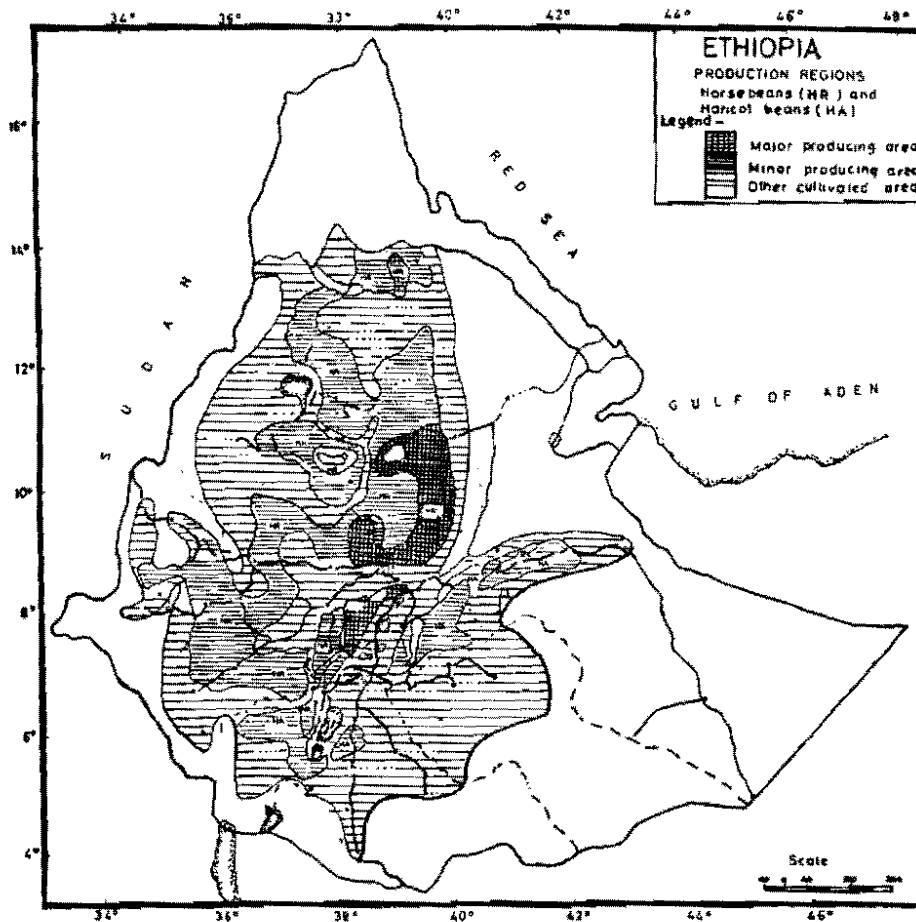 34° 36° 33° 40° 42° 44° 46° 48°
ETHIOPIA
PRODUCTION REGIONS
Horsebeans (HR) and
Haricot beans (HA)
Legend -
Major producing area
Minor producing area
Other cultivated area
16°
RED SEA
14°
SUDAN
12°
GULF OF ADEN
10°
8°
6°
4°
Scale
34° 36° 38° 40° 42° 44° 46°